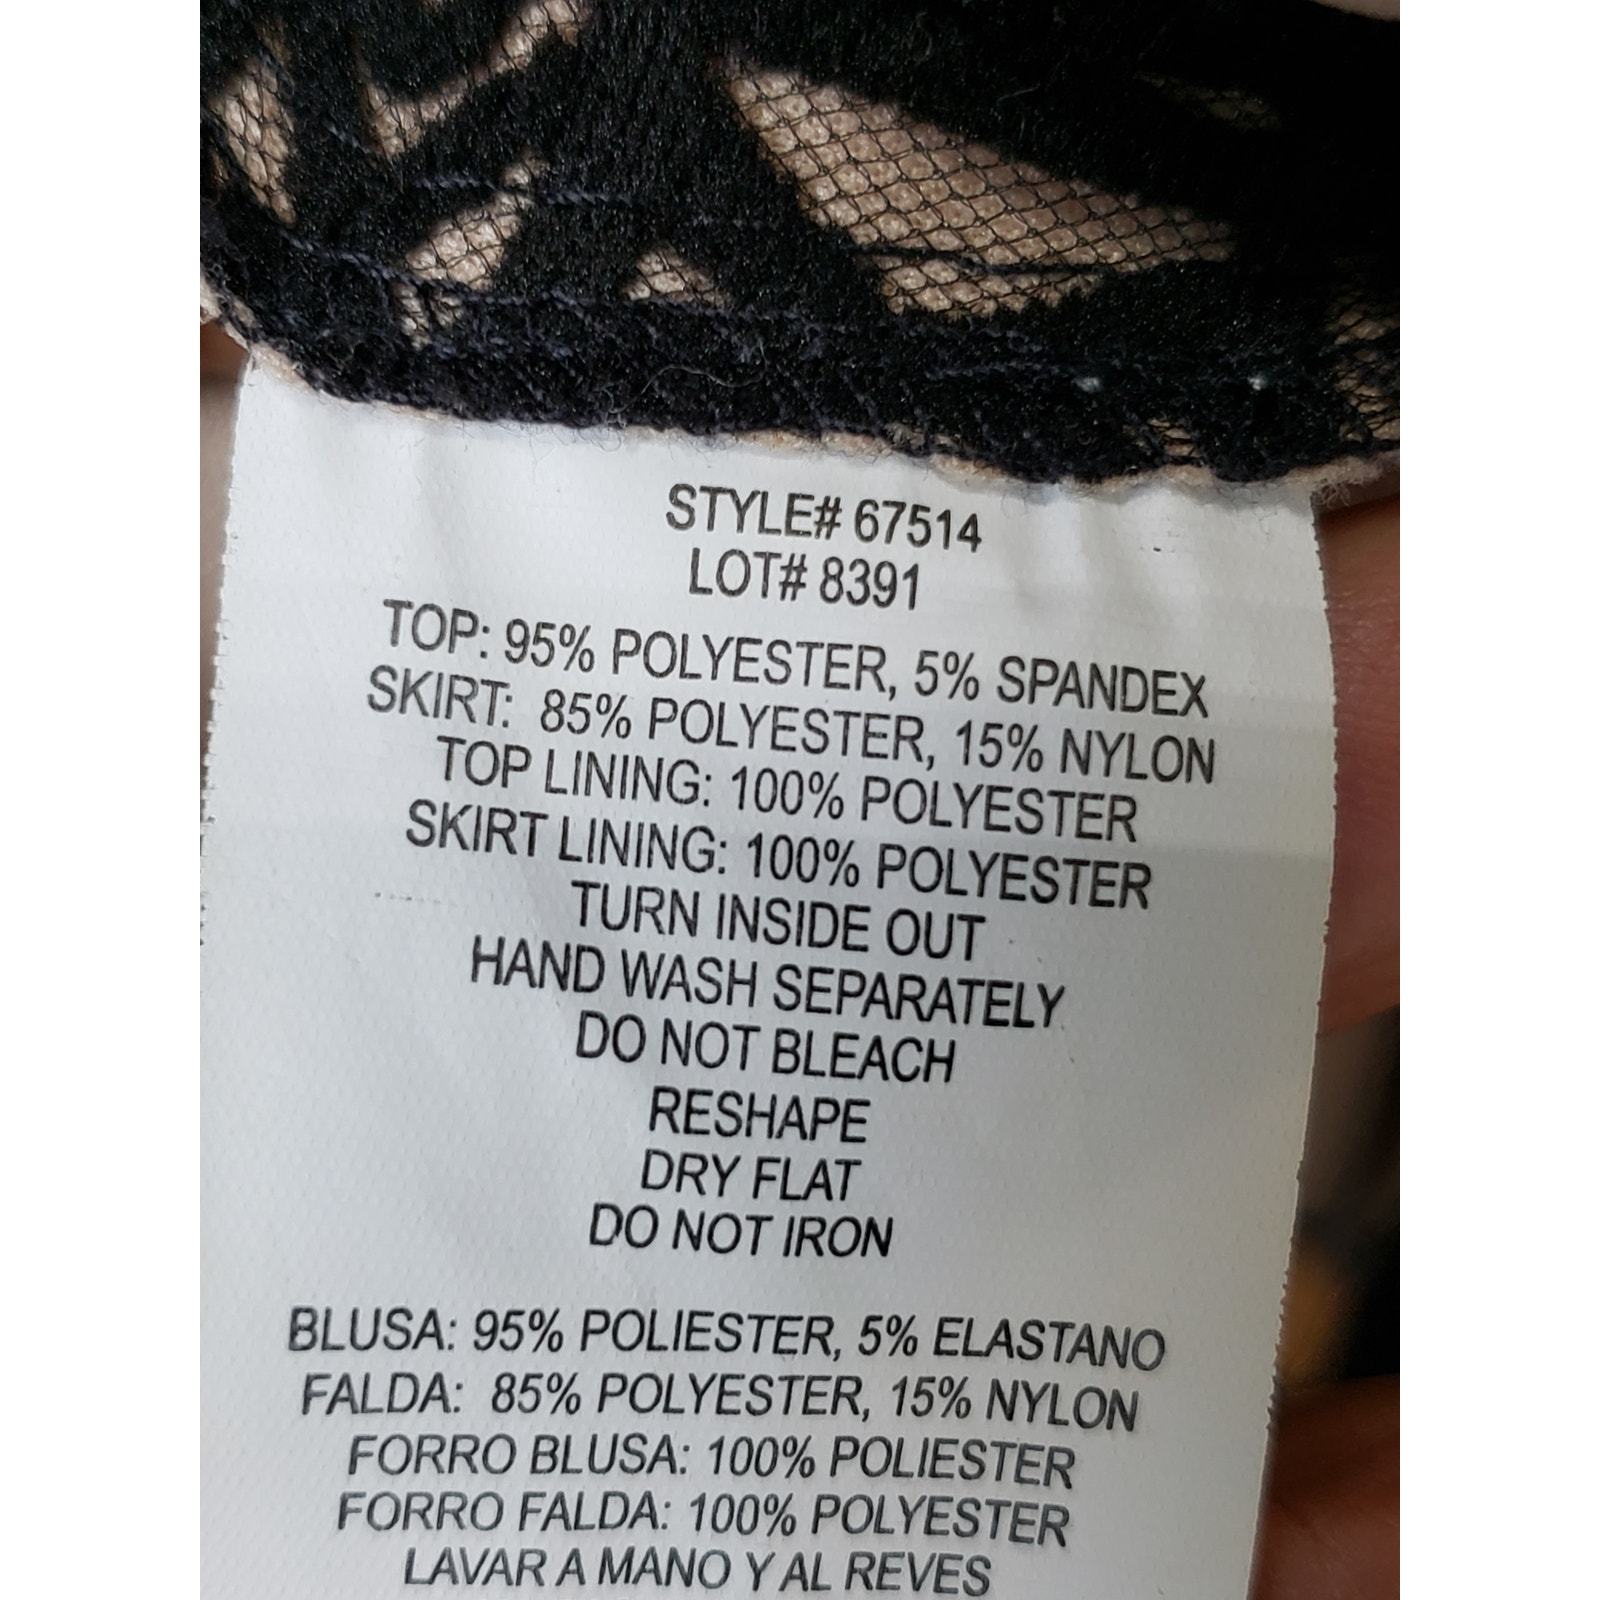 STYLE# 67514
LOT# 8391
TOP: 95% POLYESTER, 5% SPANDEX
SKIRT: 85% POLYESTER, 15% NYLON
TOP LINING: 100% POLYESTER
SKIRT LINING: 100% POLYESTER
TURN INSIDE OUT
HAND WASH SEPARATELY
DO NOT BLEACH
RESHAPE
DRY FLAT
DO NOT IRON
BLUSA: 95% POLIESTER, 5% ELASTANO
FALDA: 85% POLYESTER, 15% NYLON
FORRO BLUSA: 100% POLIESTER
FORRO FALDA: 100% POLYESTER
LAVAR A MANO Y AL REVES